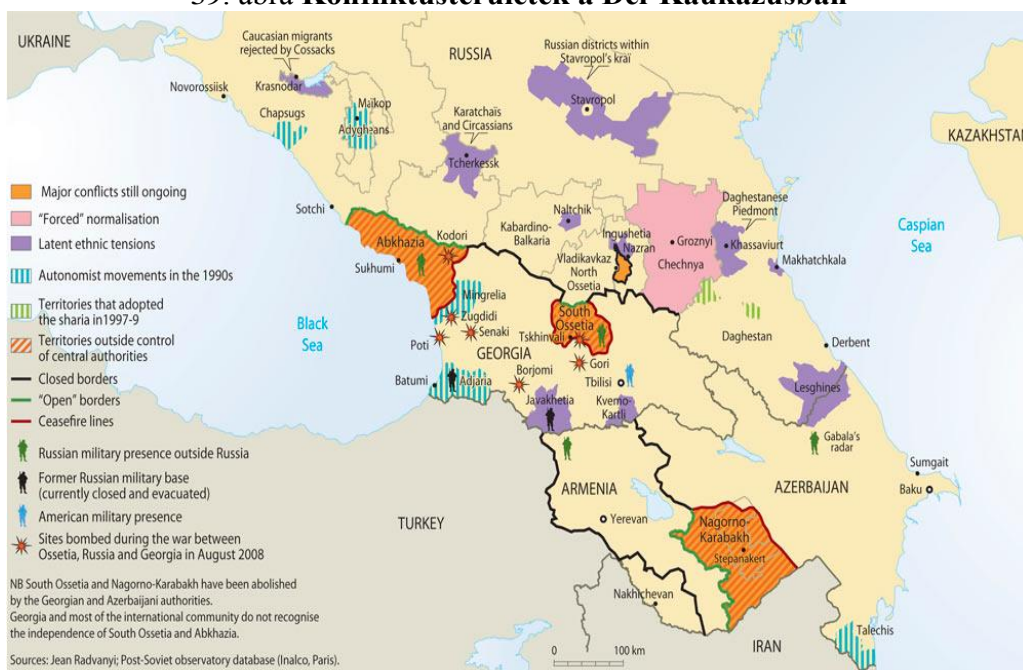 39. ábra Konfliktusterületek a Dél-Kaukázusban
UKRAINE
Caucasian migrants
rejected by Cossacks
RUSSIA
Russian districts within
Stavropol's kraï
Novorossiisk
Krasnodar
Chapsugs
Maïkop
Adygheans
Karatchaïs
and Circassians
Tcherkessk
Stavropol
KAZAKHSTAN
Major conflicts still ongoing
"Forced" normalisation
Latent ethnic tensions
Autonomist movements in the 1990s
Territories that adopted
the sharia in1997-9
Territories outside control
of central authorities
Closed borders
"Open" borders
Ceasefire lines
Russian military presence outside Russia
Former Russian military base
(currently closed and evacuated)
American military presence
Sites bombed during the war between
Ossetia, Russia and Georgia in August 2008
Sotchi
Abkhazia
Kodori
Sukhumi
Naltchik
Kabardino-
Balkaria
Ingushetia
Nazran
Vladikavkaz
North
Ossetia
Groznyi
Chechnya
Daghestanese
Piedmont
Khassaviurt
Makhatchkala
Caspian
Sea
Black
Sea
Mingrelia
Zugdidi
Senaki
Poti
GEORGIA
South
Ossetia
Tskhinvali
Gori
Daghestan
Derbent
Batumi
Adjaria
Borjomi
Tbilisi
Javakhetia
Kvemo-
Kartli
Lesghines
Gabala's
radar
Sumgait
Baku
AZERBAIJAN
ARMENIA
Yerevan
TURKEY
Nagorno-
Karabakh
Stepanakert
Nakhichevan
IRAN
Talechis
0 100 km
NB South Ossetia and Nagorno-Karabakh have been abolished
by the Georgian and Azerbaijani authorities.
Georgia and most of the international community do not recognise
the independence of South Ossetia and Abkhazia.
Sources: Jean Radvanyi; Post-Soviet observatory database (Inalco, Paris).